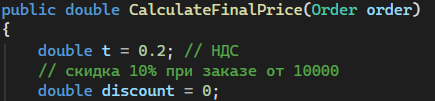 public double CalculateFinalPrice(Order order)
{
    double t = 0.2; // НДС
    // скидка 10% при заказе от 10000
    double discount = 0;